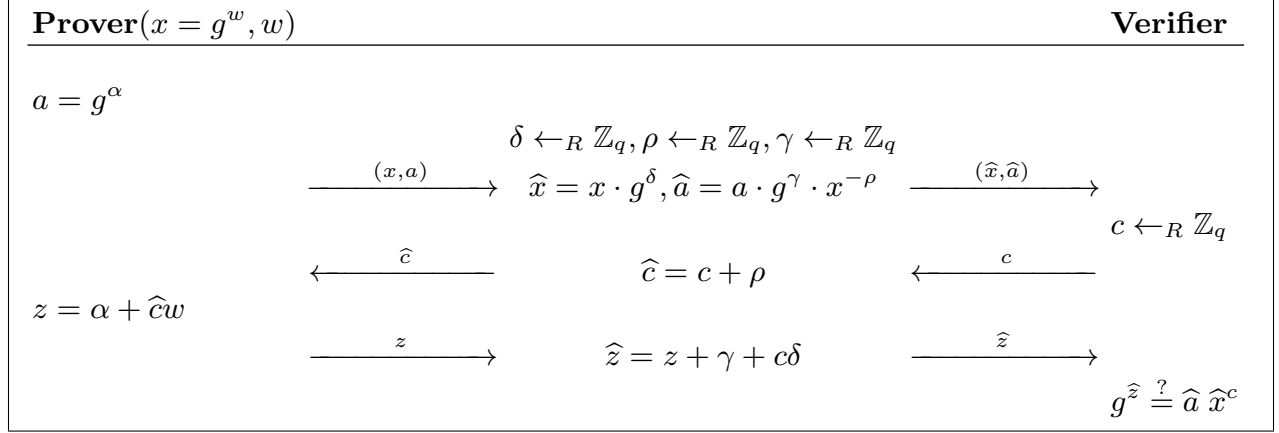 Prover(x = g^w, w) Verifier
a = g^α
δ ←_R ℤ_q, ρ ←_R ℤ_q, γ ←_R ℤ_q
(x,a) x̂ = x · g^δ, â = a · g^γ · x^{−ρ} (x̂,â)
c ←_R ℤ_q
ĉ ĉ = c + ρ c
z = α + ĉw
z ẑ = z + γ + cδ ẑ
g^ẑ ≟ â x̂^c